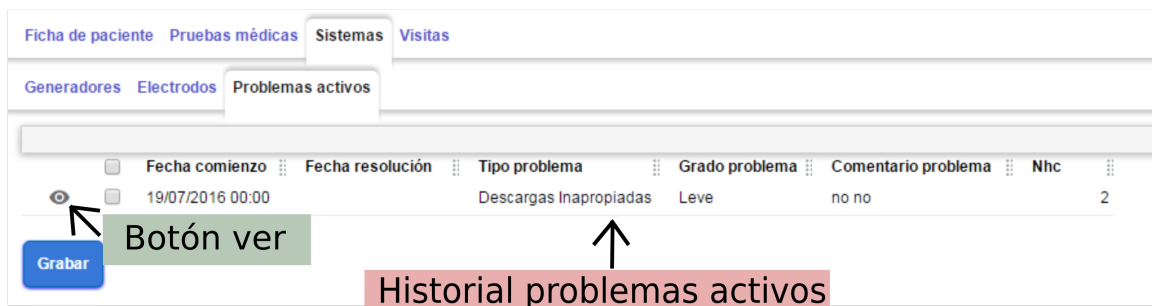 Ficha de paciente Pruebas médicas Sistemas Visitas
Generadores Electrodos Problemas activos
Fecha comienzo Fecha resolución Tipo problema Grado problema Comentario problema Nhc
19/07/2016 00:00 Descargas Inapropiadas Leve no no 2
Botón ver
Grabar
Historial problemas activos